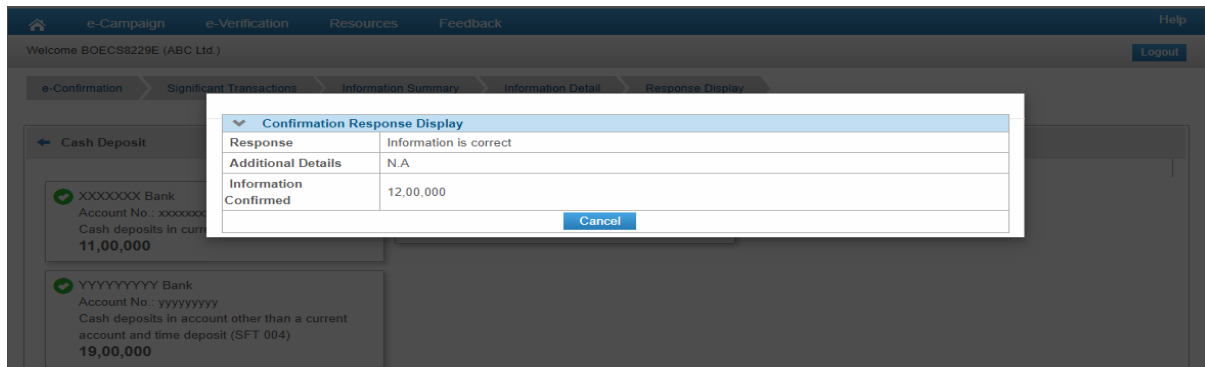 e-Campaign e-Verification Resources Feedback Help
Welcome BOECS8229E (ABC Ltd.) Logout
e-Confirmation Significant Transactions Information Summary Information Detail Response Display
Confirmation Response Display
Response Information is correct
Additional Details N.A
Information
Confirmed 12,00,000
Cancel
Cash Deposit
XXXXXXX Bank
Account No.:
Cash deposits in
11,00,000
YYYYYYYYY Bank
Account No.: yyyyyyyyy
Cash deposits in account other than a current
account and time deposit (SFT 004)
19,00,000